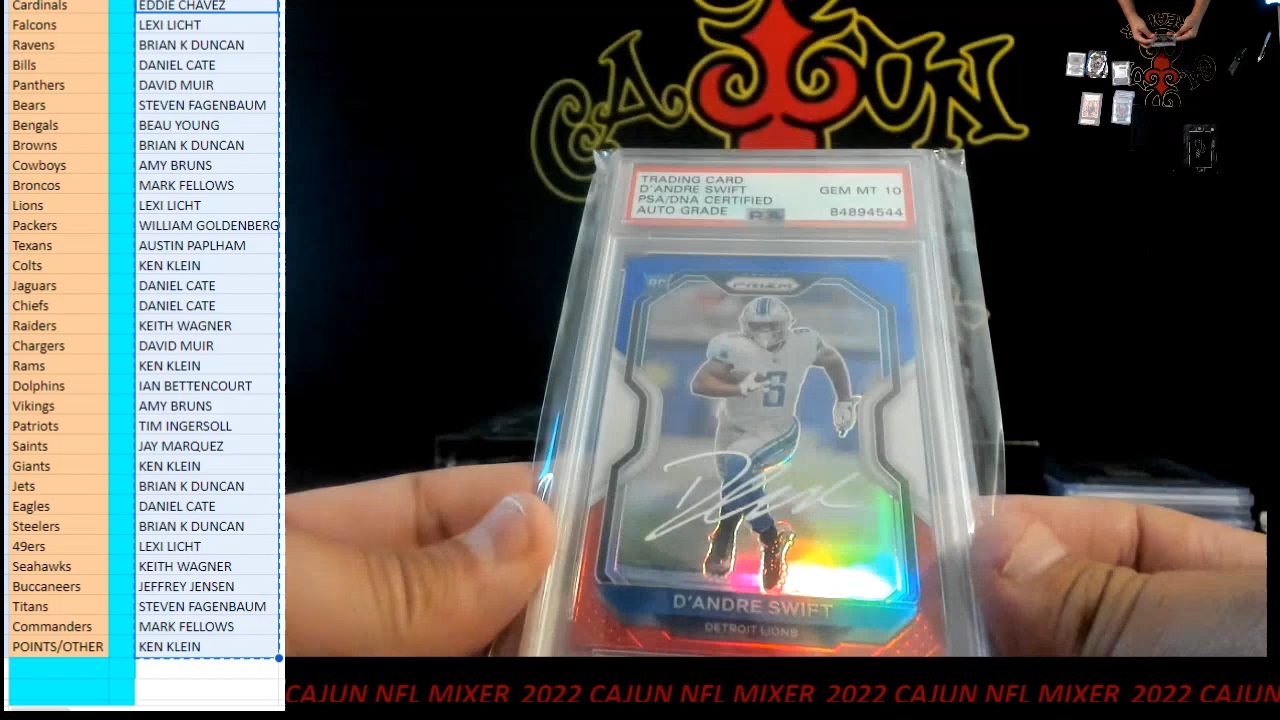 Cardinals EDDIE CHAVEZ
Falcons LEXI LICHT
Ravens BRIAN K DUNCAN
Bills DANIEL CATE
Panthers DAVID MUIR
Bears STEVEN FAGENBAUM
Bengals BEAU YOUNG
Browns BRIAN K DUNCAN
Cowboys AMY BRUNS
Broncos MARK FELLOWS
Lions LEXI LICHT
Packers WILLIAM GOLDENBERG
Texans AUSTIN PAPLHAM
Colts KEN KLEIN
Jaguars DANIEL CATE
Chiefs DANIEL CATE
Raiders KEITH WAGNER
Chargers DAVID MUIR
Rams KEN KLEIN
Dolphins IAN BETTENCOURT
Vikings AMY BRUNS
Patriots TIM INGERSOLL
Saints JAY MARQUEZ
Giants KEN KLEIN
Jets BRIAN K DUNCAN
Eagles DANIEL CATE
Steelers BRIAN K DUNCAN
49ers LEXI LICHT
Seahawks KEITH WAGNER
Buccaneers JEFFREY JENSEN
Titans STEVEN FAGENBAUM
Commanders MARK FELLOWS
POINTS/OTHER KEN KLEIN
CAJUN
TRADING CARD
D'ANDRE SWIFT GEM MT 10
PSA/DNA CERTIFIED
AUTO GRADE PSA 84894544
RC PRIZM
8
D'ANDRE SWIFT
DETROIT LIONS
CAJUN NFL MIXER 2022 CAJUN NFL MIXER 2022 CAJUN NFL MIXER 2022 CAJUN